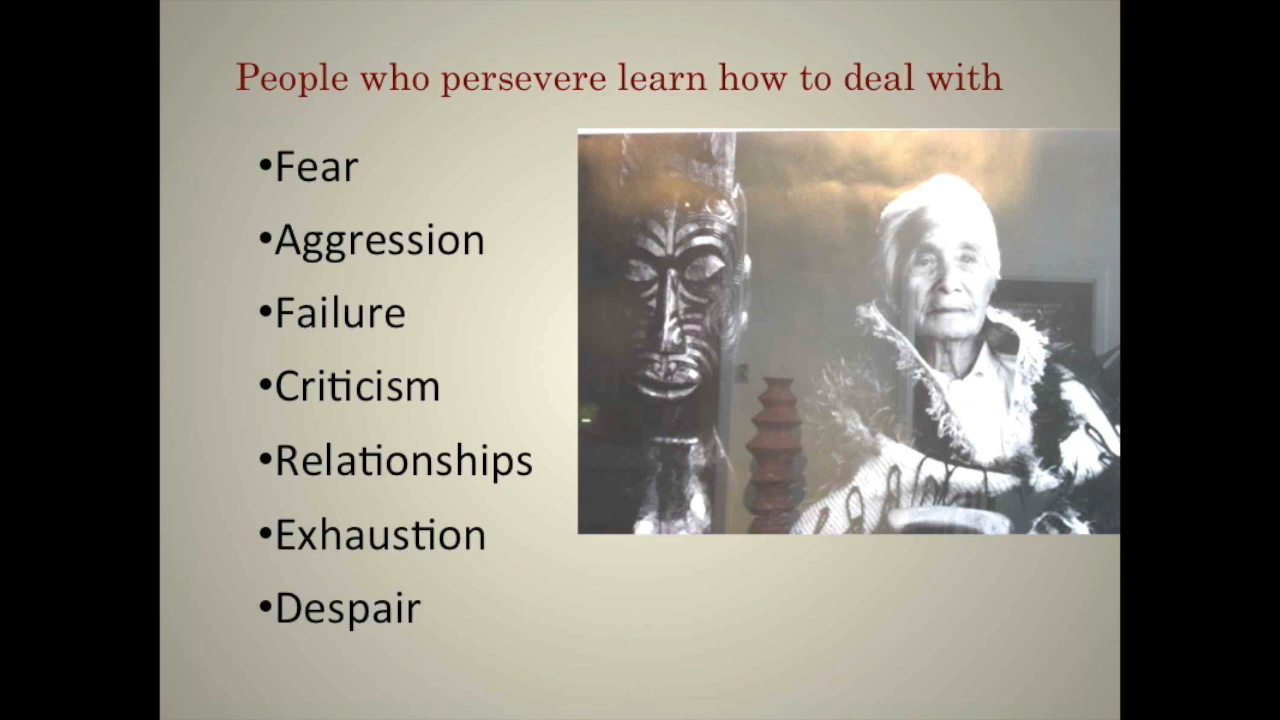 People who persevere learn how to deal with
•Fear
•Aggression
•Failure
•Criticism
•Relationships
•Exhaustion
•Despair